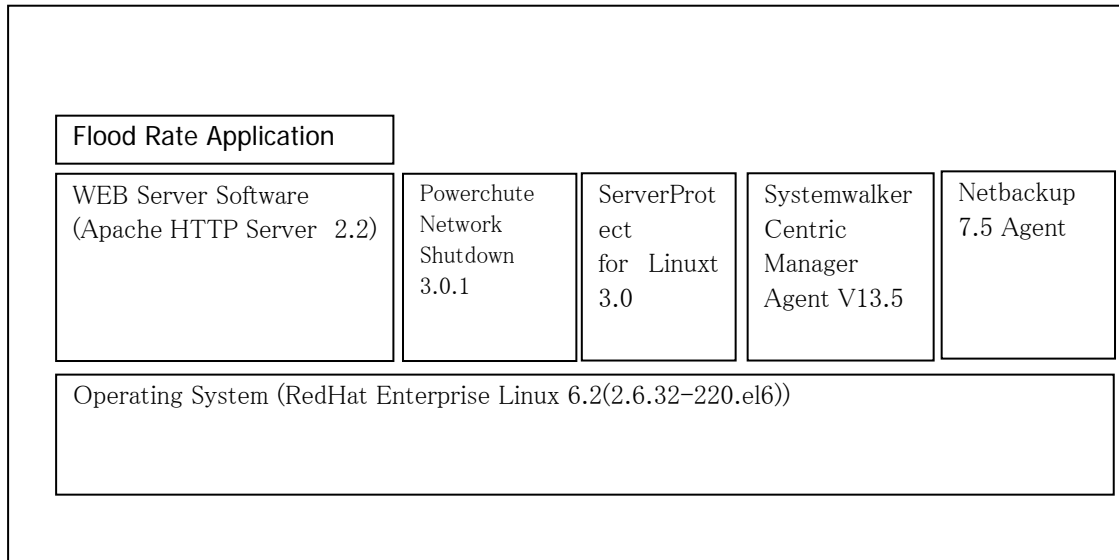 Flood Rate Application
WEB Server Software
(Apache HTTP Server 2.2)
Powerchute
Network
Shutdown
3.0.1
ServerProt
ect
for Linuxt
3.0
Systemwalker
Centric
Manager
Agent V13.5
Netbackup
7.5 Agent
Operating System (RedHat Enterprise Linux 6.2(2.6.32-220.el6))